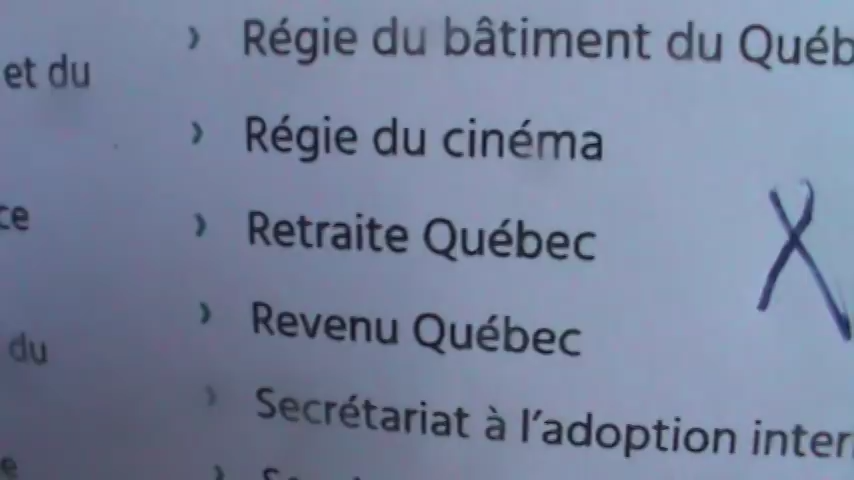 › Régie du bâtiment du Québ
et du
› Régie du cinéma
ce
› Retraite Québec
› Revenu Québec
du
› Secrétariat à l'adoption inter
e
›